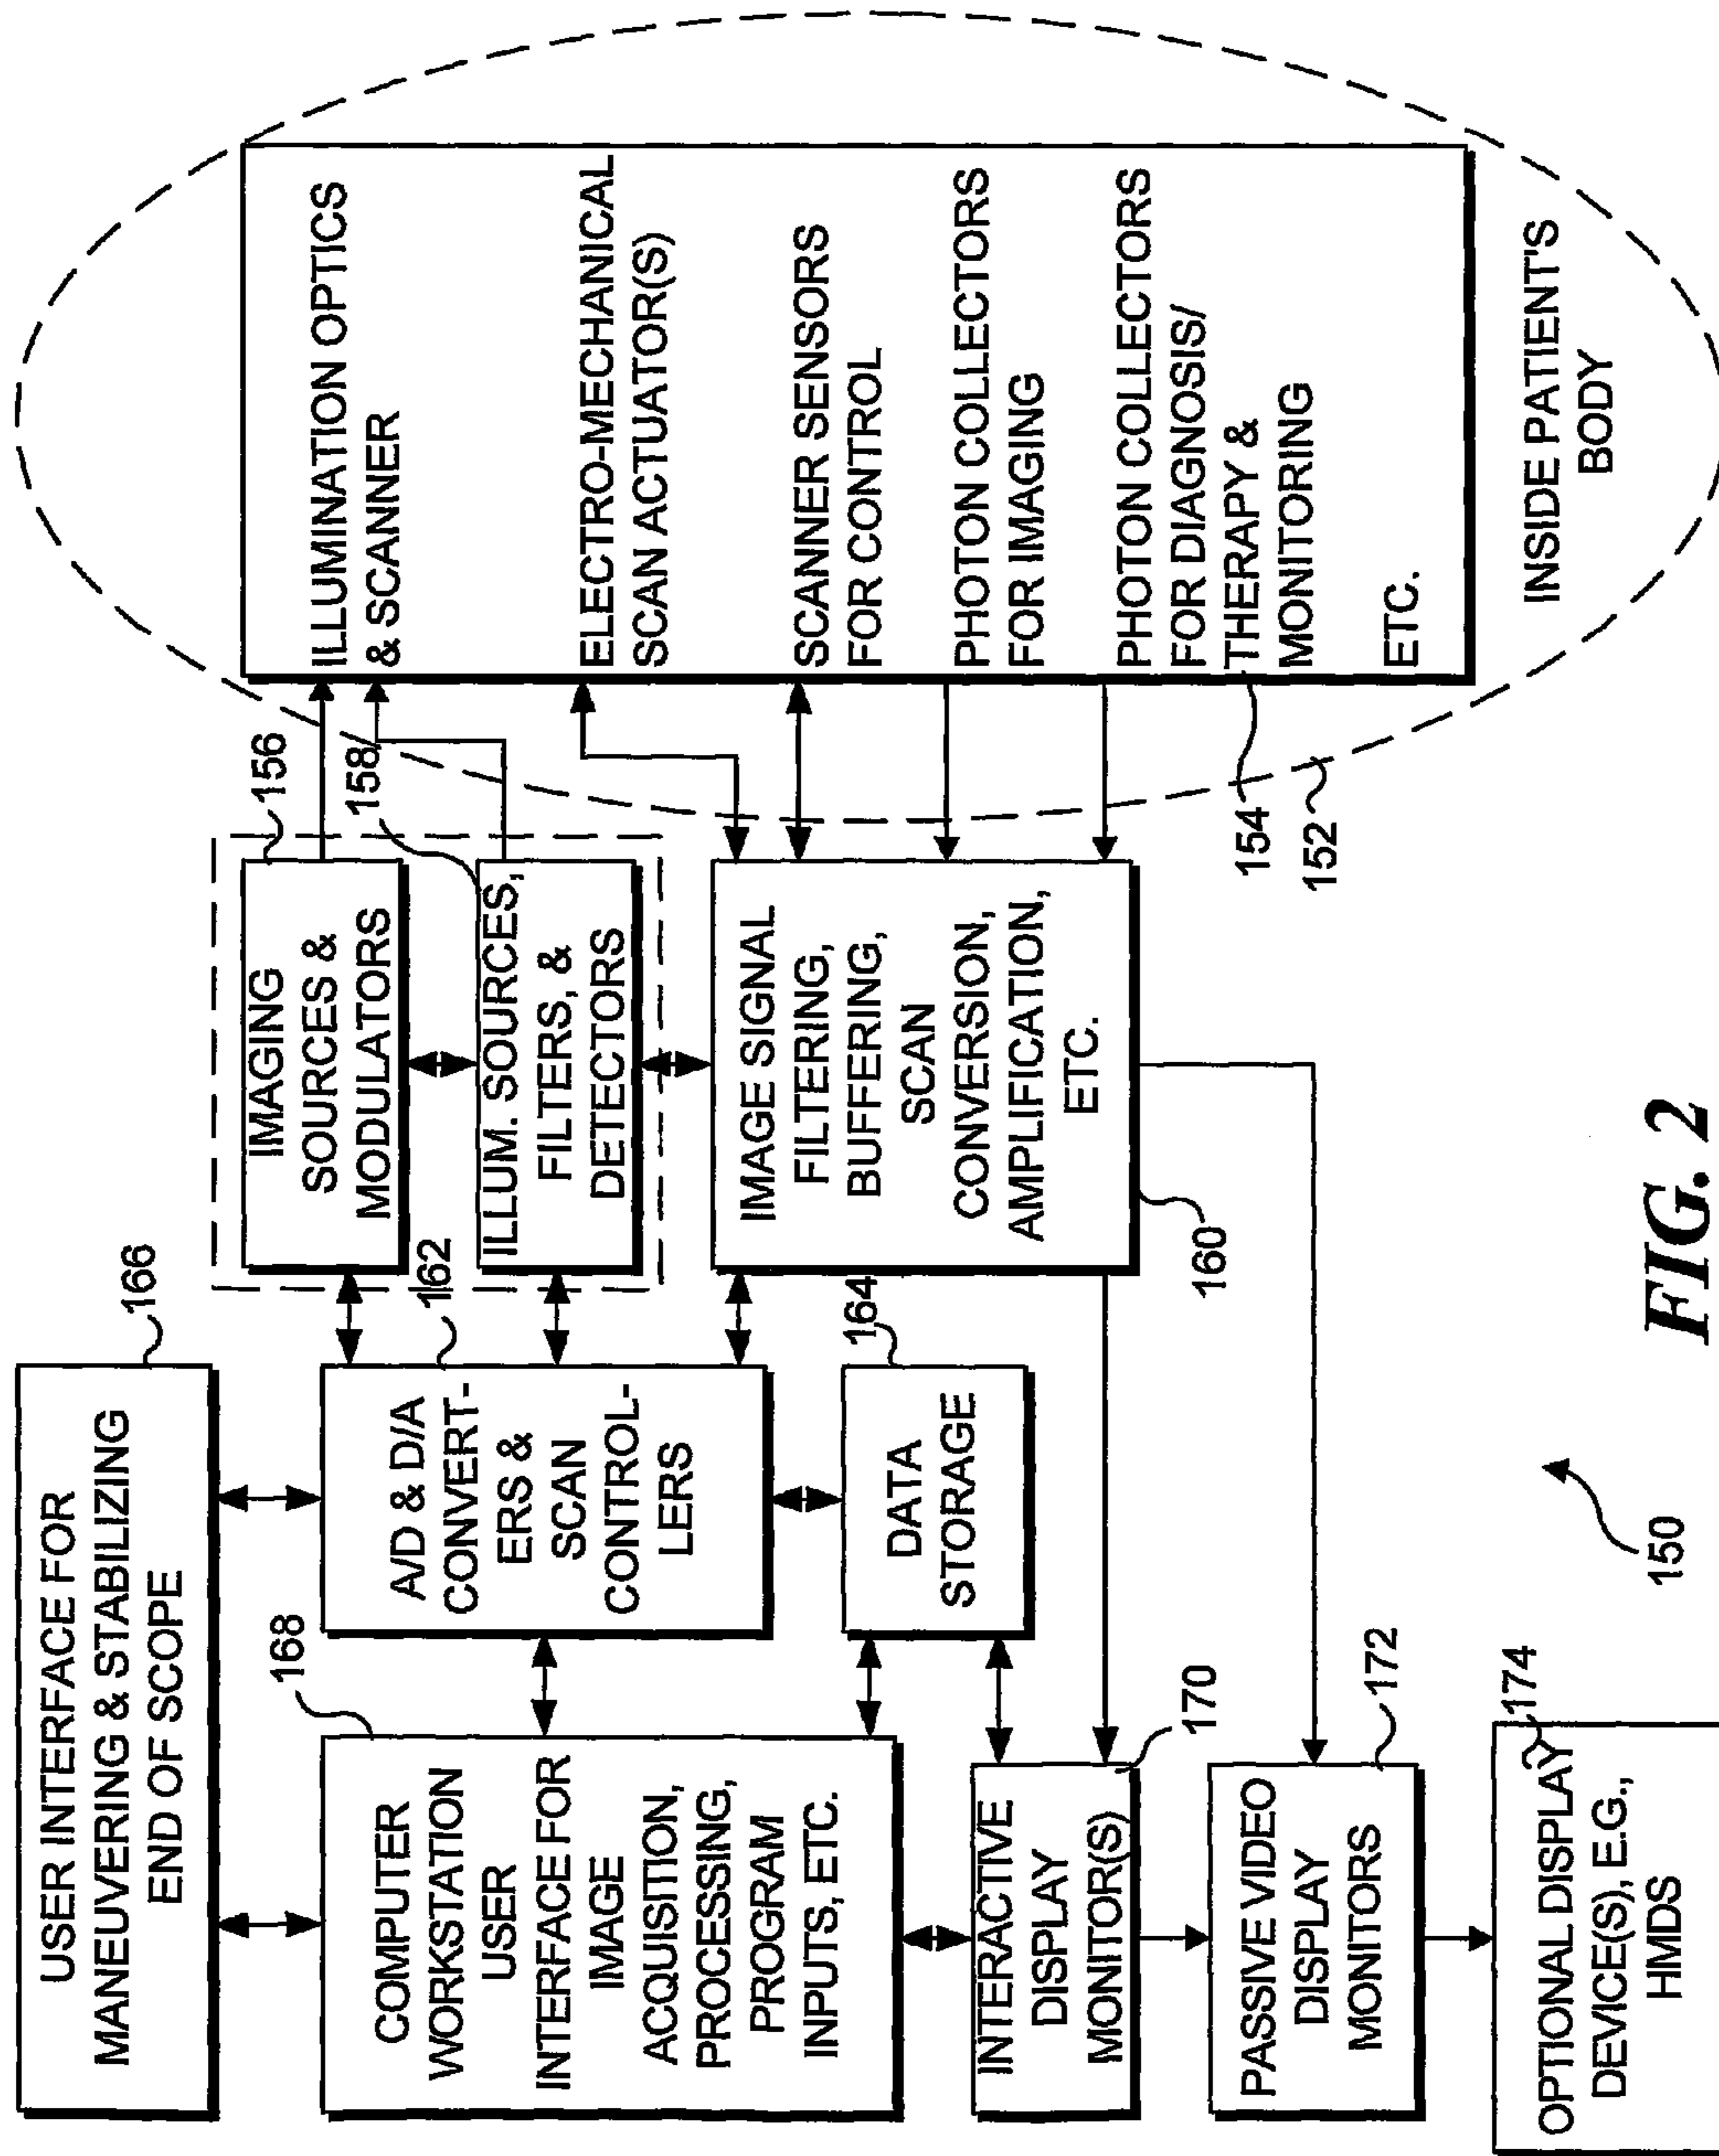 USER INTERFACE FOR
MANEUVERING & STABILIZING
END OF SCOPE
166
COMPUTER
WORKSTATION
USER
INTERFACE FOR
IMAGE
ACQUISITION,
PROCESSING,
PROGRAM
INPUTS, ETC.
168
A/D & D/A
CONVERT-
ERS &
SCAN
CONTROL-
LERS
162
IMAGING
SOURCES &
MODULATORS
156
ILLUM. SOURCES,
FILTERS, &
DETECTORS
158
ILLUMINATION OPTICS
& SCANNER
ELECTRO-MECHANICAL
SCAN ACTUATOR(S)
SCANNER SENSORS
FOR CONTROL
PHOTON COLLECTORS
FOR IMAGING
PHOTON COLLECTORS
FOR DIAGNOSIS/
THERAPY &
MONITORING
ETC.
154
152
INSIDE PATIENT'S
BODY
IMAGE SIGNAL
FILTERING,
BUFFERING,
SCAN
CONVERSION,
AMPLIFICATION,
ETC.
160
DATA
STORAGE
164
INTERACTIVE
DISPLAY
MONITOR(S)
170
PASSIVE VIDEO
DISPLAY
MONITORS
172
OPTIONAL DISPLAY
DEVICE(S), E.G.,
HMDS
174
150
FIG. 2